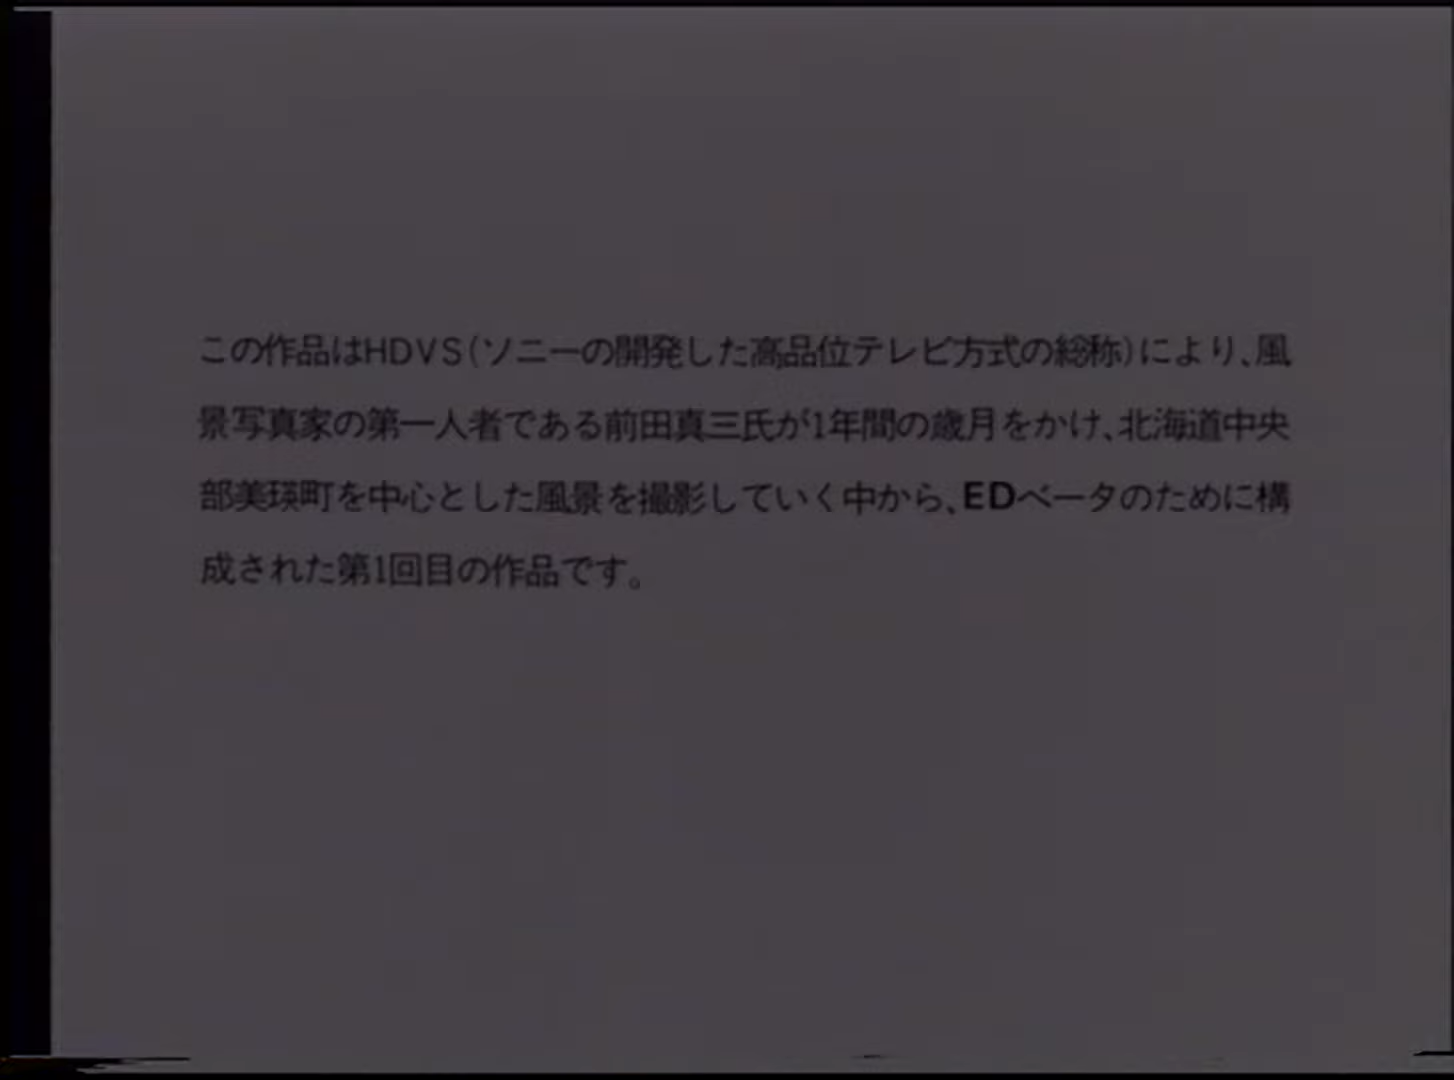 この作品はHDVS(ソニーの開発した高品位テレビ方式の総称)により、風
景写真家の第一人者である前田真三氏が1年間の歳月をかけ、北海道中央
部美瑛町を中心とした風景を撮影していく中から、EDベータのために構
成された第1回目の作品です。